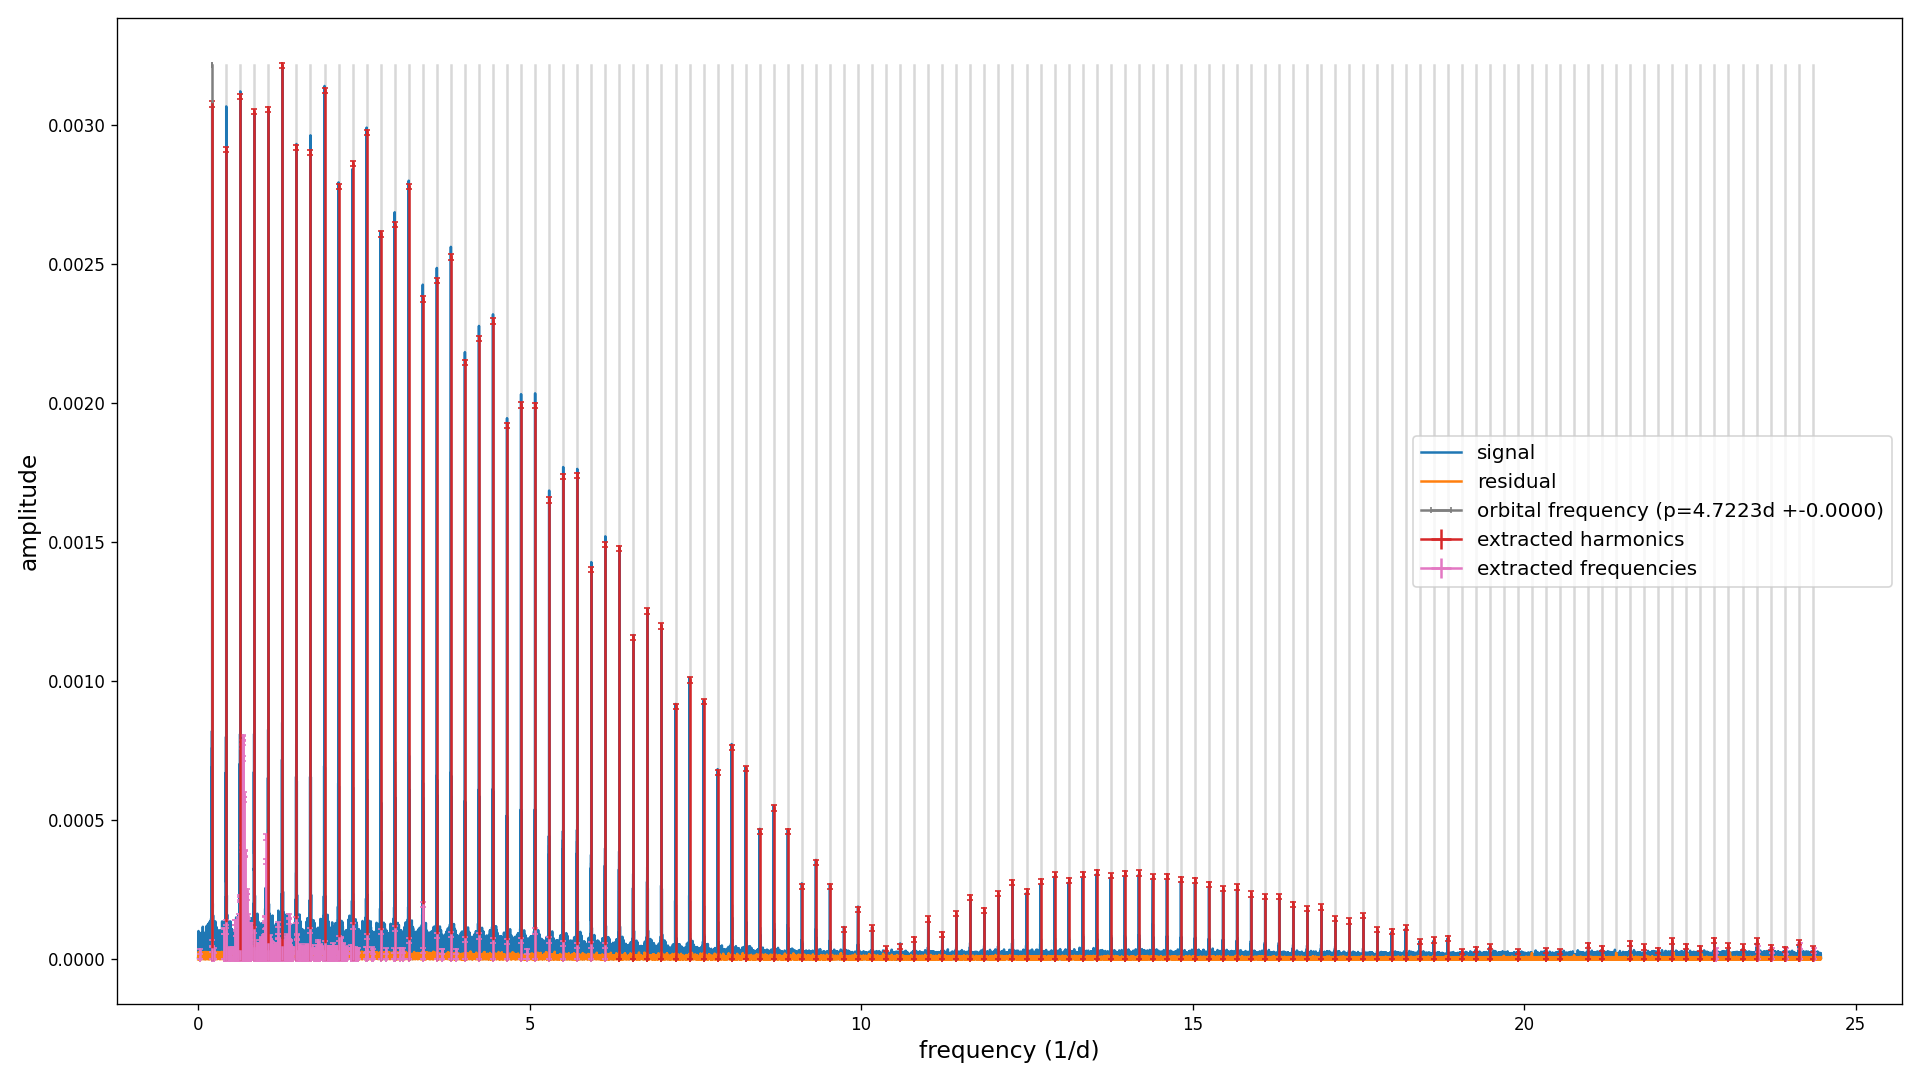 amplitude
0.0030
0.0025
0.0020
0.0015
0.0010
0.0005
0.0000
signal
residual
orbital frequency (p=4.7223d +-0.0000)
extracted harmonics
extracted frequencies
0 5 10 15 20 25
frequency (1/d)